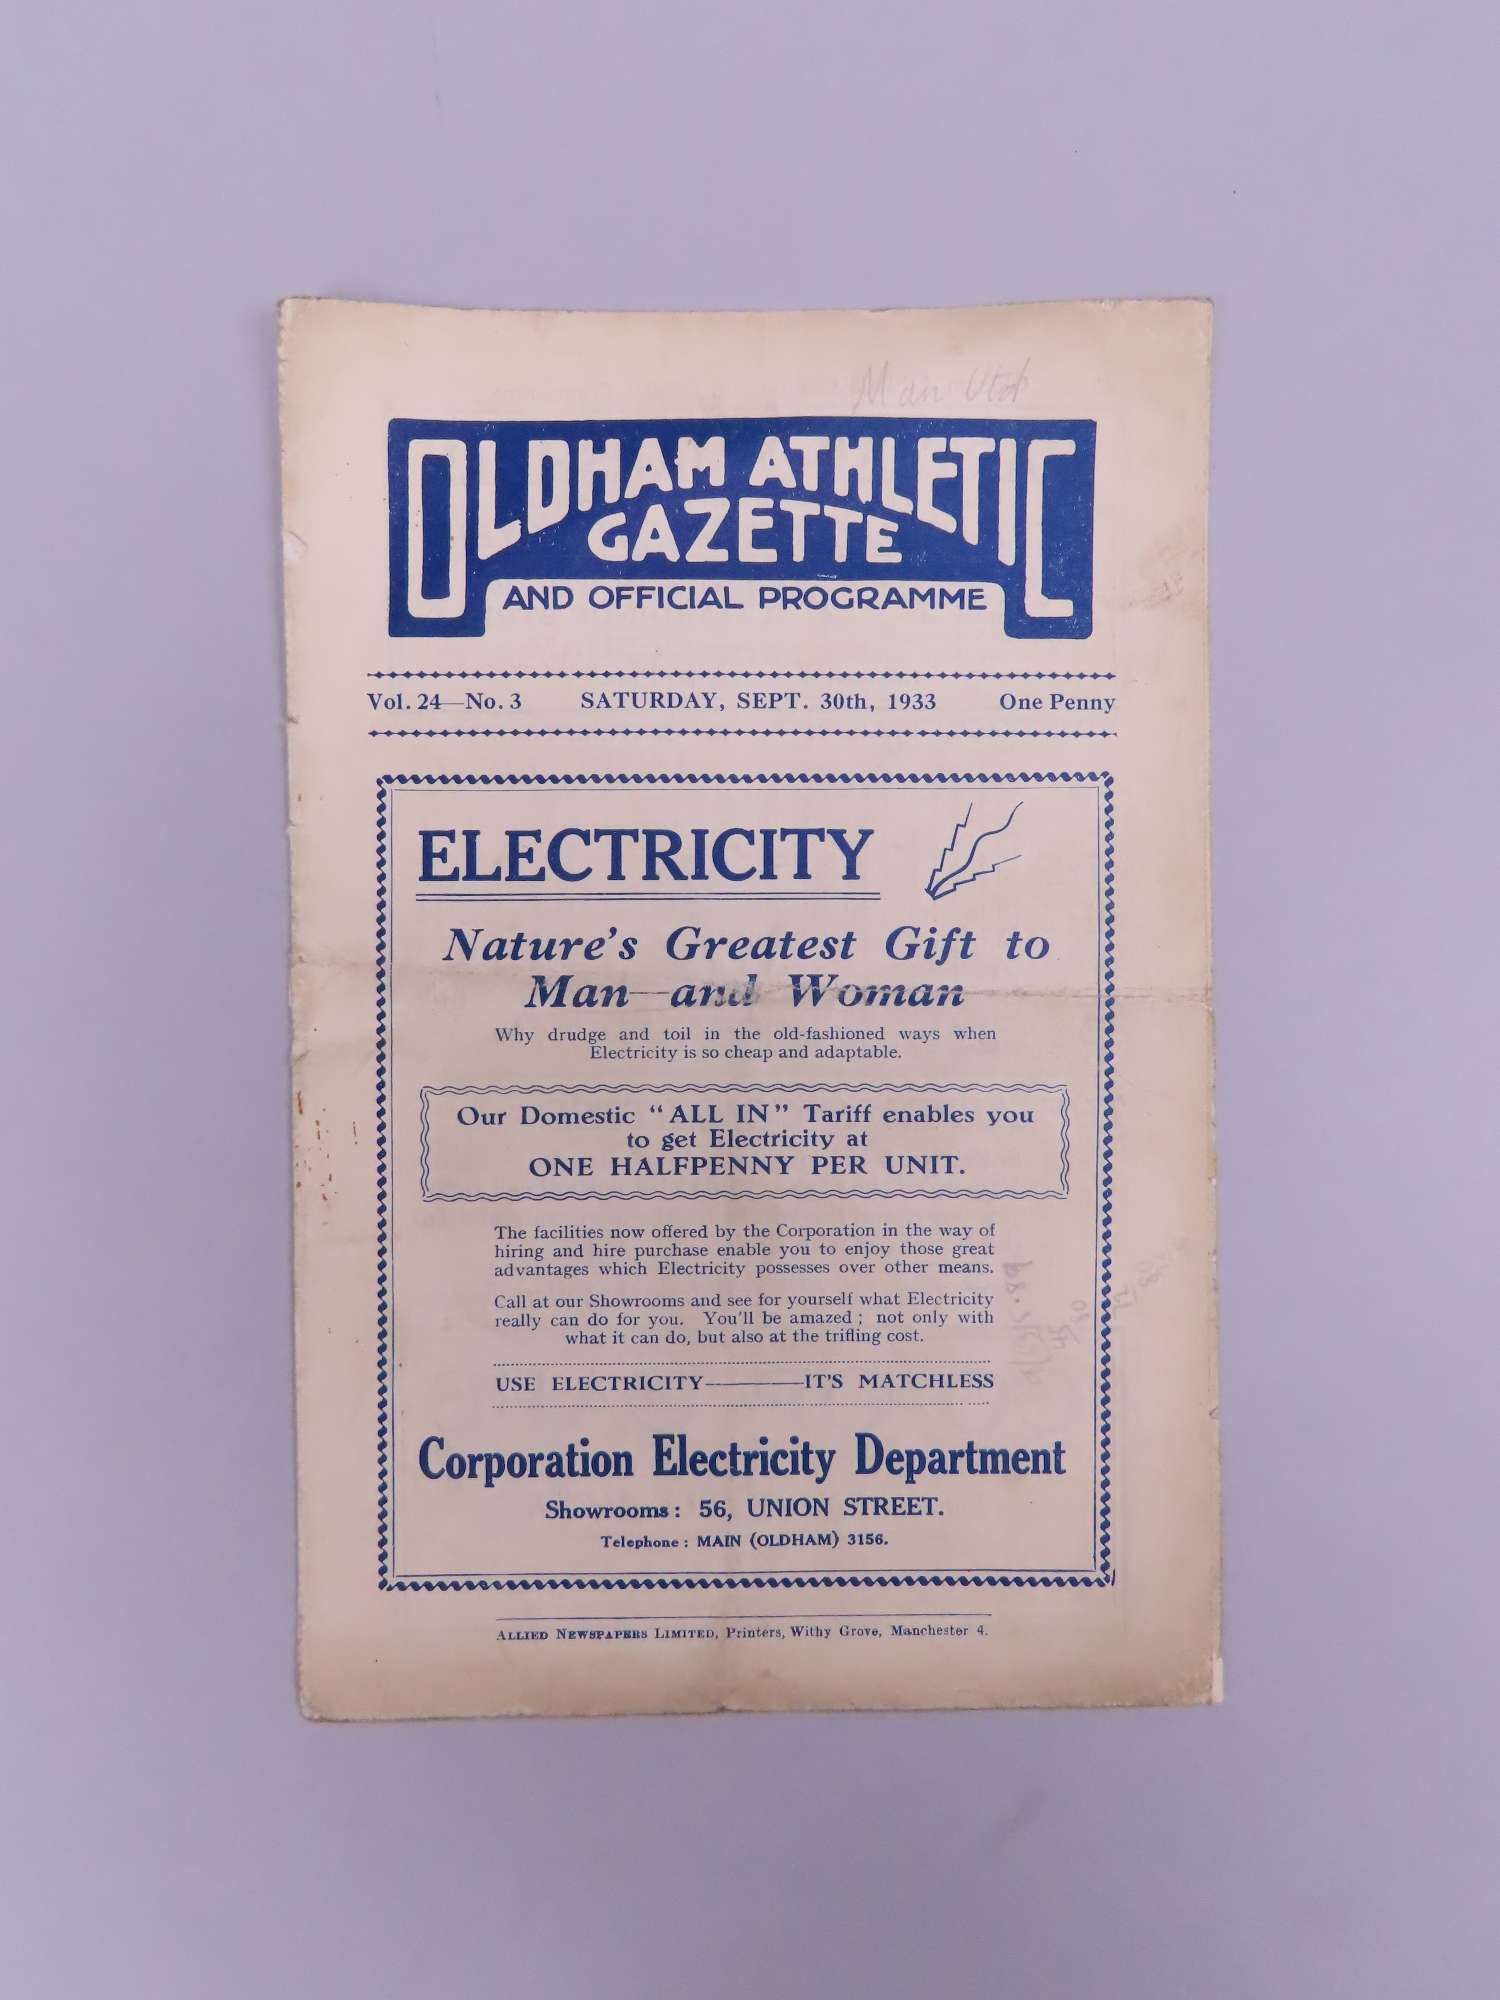 Man Utd
OLDHAM ATHLETIC
GAZETTE
AND OFFICIAL PROGRAMME
Vol. 24—No. 3 SATURDAY, SEPT. 30th, 1933 One Penny
ELECTRICITY
Nature's Greatest Gift to
Man—and Woman
Why drudge and toil in the old-fashioned ways when
Electricity is so cheap and adaptable.
Our Domestic "ALL IN" Tariff enables you
to get Electricity at
ONE HALFPENNY PER UNIT.
The facilities now offered by the Corporation in the way of
hiring and hire purchase enable you to enjoy those great
advantages which Electricity possesses over other means.
Call at our Showrooms and see for yourself what Electricity
really can do for you. You'll be amazed; not only with
what it can do, but also at the trifling cost.
USE ELECTRICITY———IT'S MATCHLESS
Corporation Electricity Department
Showrooms: 56, UNION STREET.
Telephone: MAIN (OLDHAM) 3156.
ALLIED NEWSPAPERS LIMITED, Printers, Withy Grove, Manchester 4.